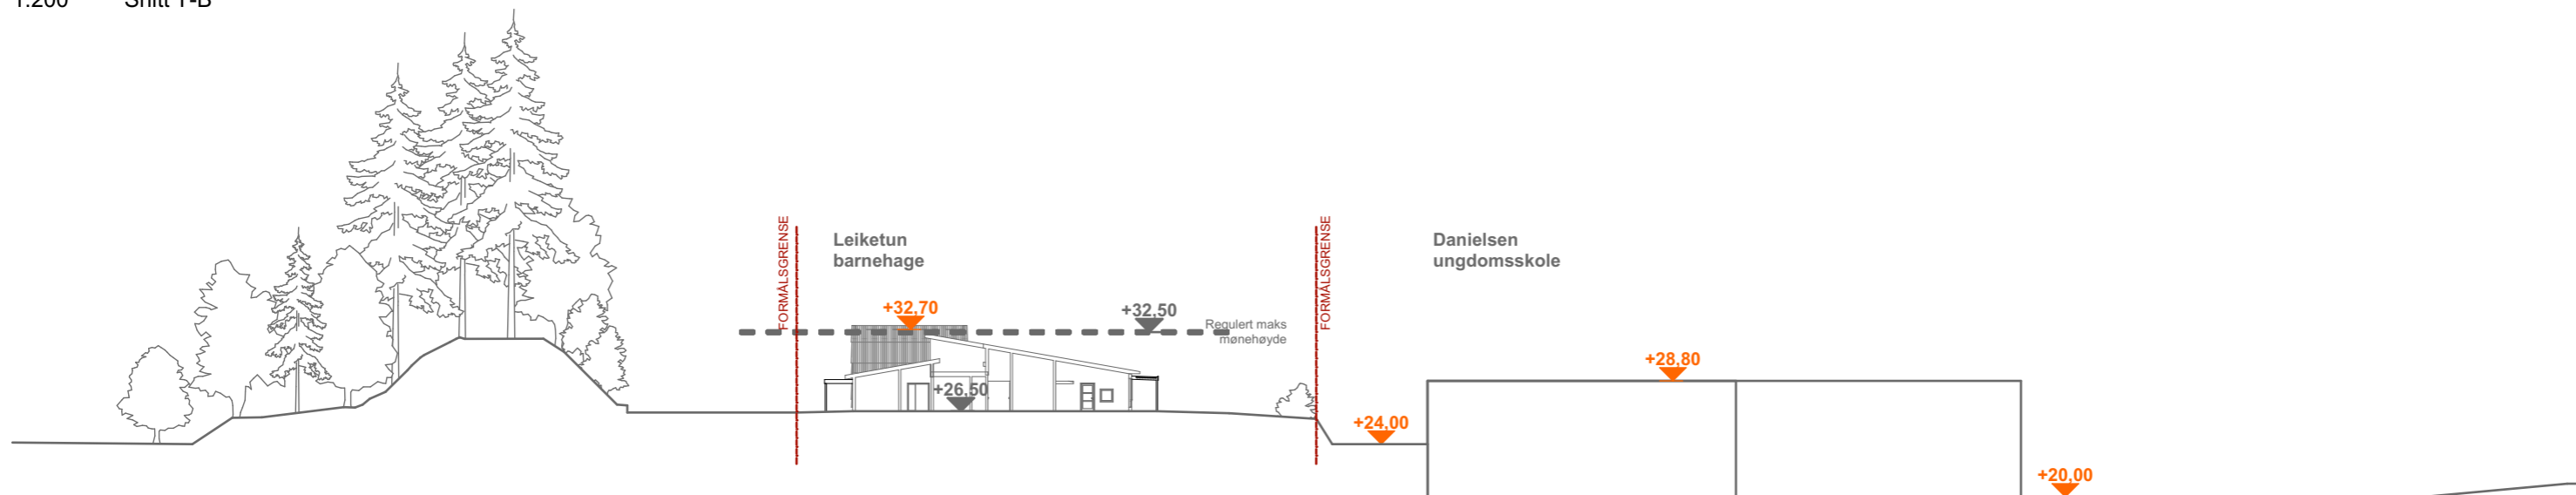 1:200 Snitt T-B
FORMÅLSGRENSE
Leiketun
barnehage
+32,70
+32,50
Regulert maks
mønehøyde
+26,50
FORMÅLSGRENSE
Danielsen
ungdomsskole
+28,80
+24,00
+20,00